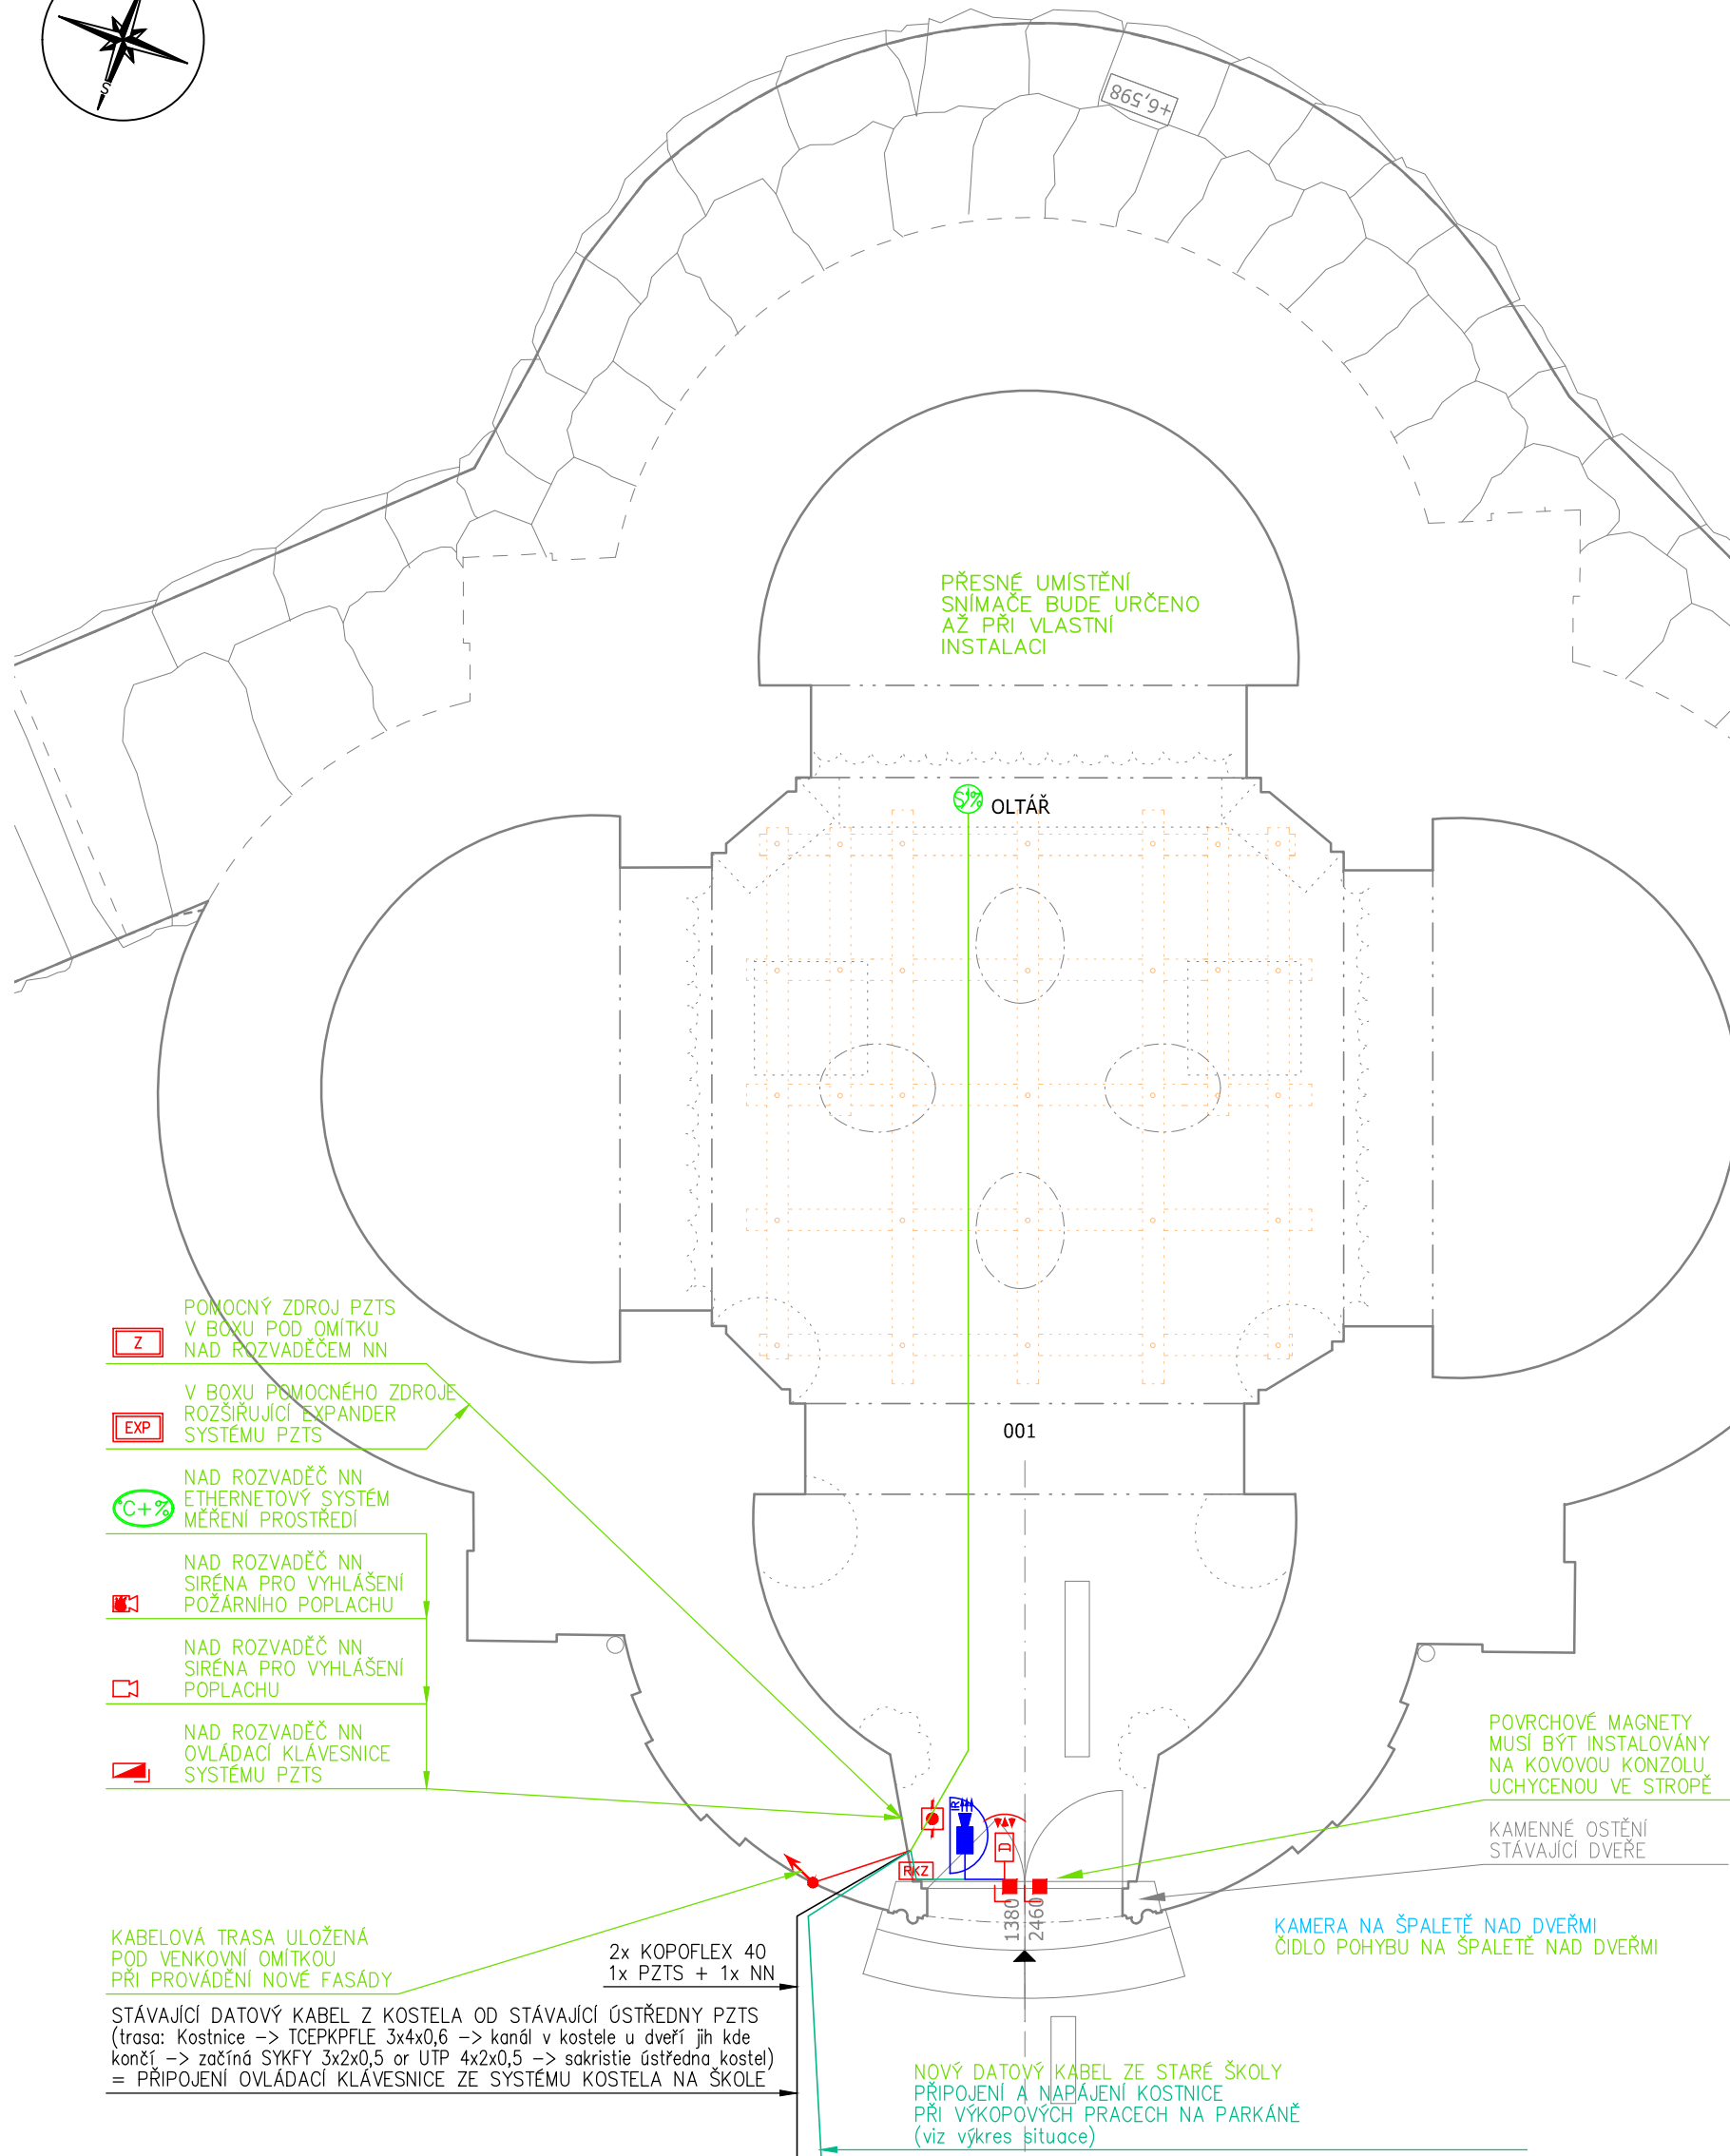 S
+6,598
PŘESNÉ UMÍSTĚNÍ
SNÍMAČE BUDE URČENO
AŽ PŘI VLASTNÍ
INSTALACI
OLTÁŘ
001
Z
POMOCNÝ ZDROJ PZTS
V BOXU POD OMÍTKU
NAD ROZVADĚČEM NN
EXP
V BOXU POMOCNÉHO ZDROJE
ROZŠIŘUJÍCÍ EXPANDER
SYSTÉMU PZTS
°C+%
NAD ROZVADĚČ NN
ETHERNETOVÝ SYSTÉM
MĚŘENÍ PROSTŘEDÍ
NAD ROZVADĚČ NN
SIRÉNA PRO VYHLÁŠENÍ
POŽÁRNÍHO POPLACHU
NAD ROZVADĚČ NN
SIRÉNA PRO VYHLÁŠENÍ
POPLACHU
NAD ROZVADĚČ NN
OVLÁDACÍ KLÁVESNICE
SYSTÉMU PZTS
IR
D
RKZ
1380
2460
POVRCHOVÉ MAGNETY
MUSÍ BÝT INSTALOVÁNY
NA KOVOVOU KONZOLU
UCHYCENOU VE STROPĚ
KAMENNÉ OSTĚNÍ
STÁVAJÍCÍ DVEŘE
KAMERA NA ŠPALETĚ NAD DVEŘMI
ČIDLO POHYBU NA ŠPALETĚ NAD DVEŘMI
KABELOVÁ TRASA ULOŽENÁ
POD VENKOVNÍ OMÍTKOU
PŘI PROVÁDĚNÍ NOVÉ FASÁDY
2x KOPOFLEX 40
1x PZTS + 1x NN
STÁVAJÍCÍ DATOVÝ KABEL Z KOSTELA OD STÁVAJÍCÍ ÚSTŘEDNY PZTS
(trasa: Kostnice -> TCEPKPFLE 3x4x0,6 -> kanál v kostele u dveří jih kde
končí -> začíná SYKFY 3x2x0,5 or UTP 4x2x0,5 -> sakristie ústředna kostel)
= PŘIPOJENÍ OVLÁDACÍ KLÁVESNICE ZE SYSTÉMU KOSTELA NA ŠKOLE
NOVÝ DATOVÝ KABEL ZE STARÉ ŠKOLY
PŘIPOJENÍ A NAPÁJENÍ KOSTNICE
PŘI VÝKOPOVÝCH PRACECH NA PARKÁNĚ
(viz výkres situace)